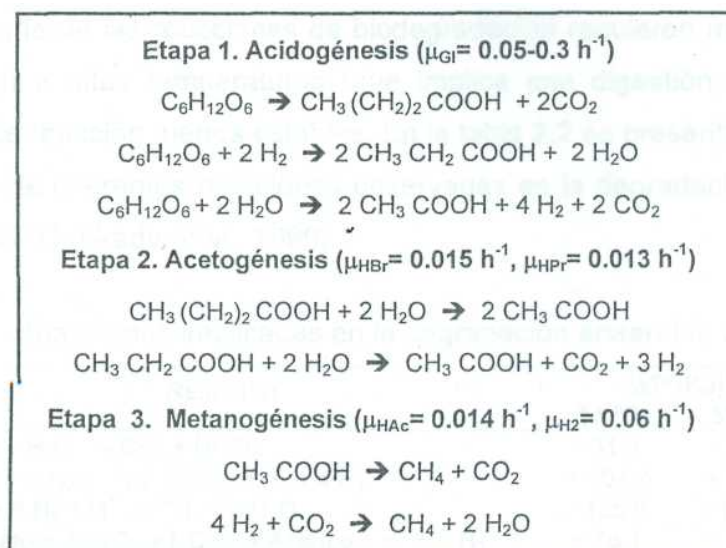 Etapa 1. Acidogénesis (μGl= 0.05-0.3 h⁻¹)
C₆H₁₂O₆ → CH₃ (CH₂)₂ COOH + 2CO₂
C₆H₁₂O₆ + 2 H₂ → 2 CH₃ CH₂ COOH + 2 H₂O
C₆H₁₂O₆ + 2 H₂O → 2 CH₃ COOH + 4 H₂ + 2 CO₂
Etapa 2. Acetogénesis (μHBr= 0.015 h⁻¹, μHPr= 0.013 h⁻¹)
CH₃ (CH₂)₂ COOH + 2 H₂O → 2 CH₃ COOH
CH₃ CH₂ COOH + 2 H₂O → CH₃ COOH + CO₂ + 3 H₂
Etapa 3. Metanogénesis (μHAc= 0.014 h⁻¹, μH2= 0.06 h⁻¹)
CH₃ COOH → CH₄ + CO₂
4 H₂ + CO₂ → CH₄ + 2 H₂O